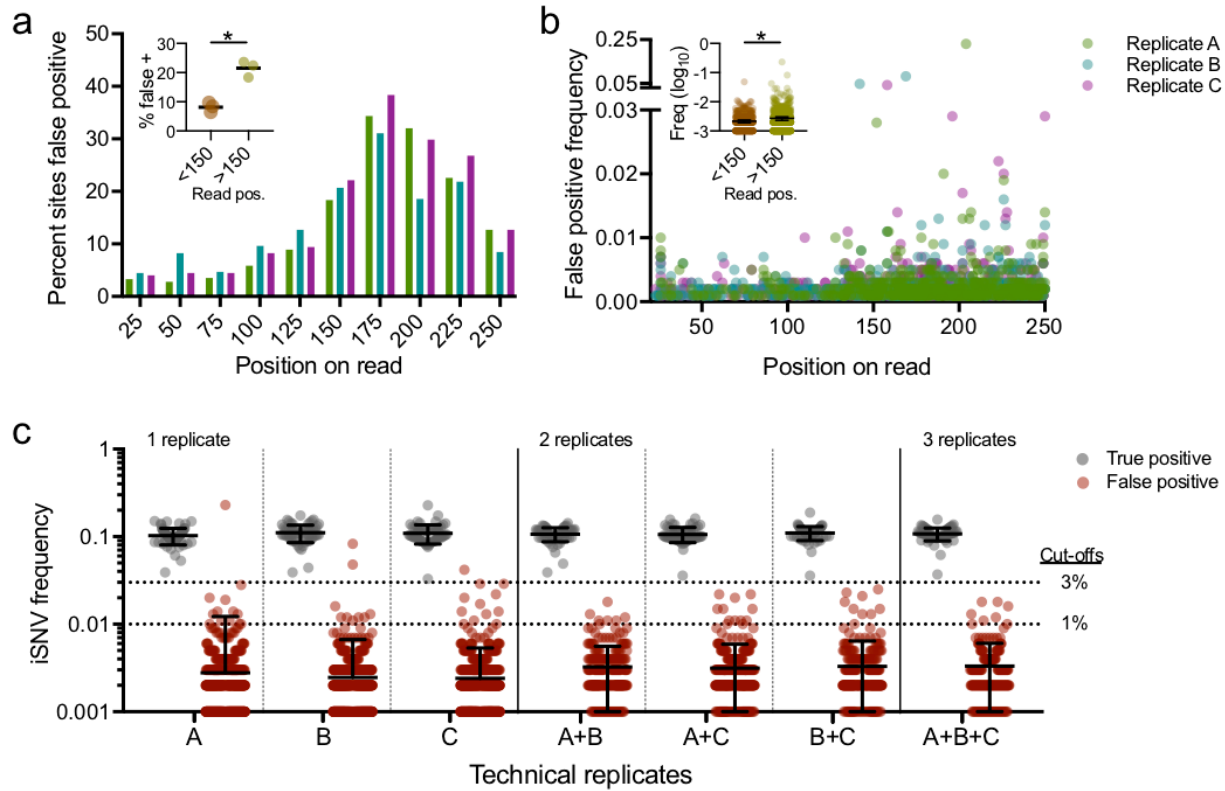 a
Percent sites false positive
50
40
30
20
10
0
25
50
75
100
125
150
175
200
225
250
Position on read
% false +
30
20
10
0
*
<150
>150
Read pos.
b
False positive frequency
0.25
0.05
0.03
0.02
0.01
0.00
50
100
150
200
250
Position on read
Freq (log10)
0
-1
-2
-3
*
<150
>150
Read pos.
Replicate A
Replicate B
Replicate C
c
1 replicate
2 replicates
3 replicates
iSNV frequency
1
0.1
0.01
0.001
A
B
C
A+B
A+C
B+C
A+B+C
Technical replicates
True positive
False positive
Cut-offs
3%
1%